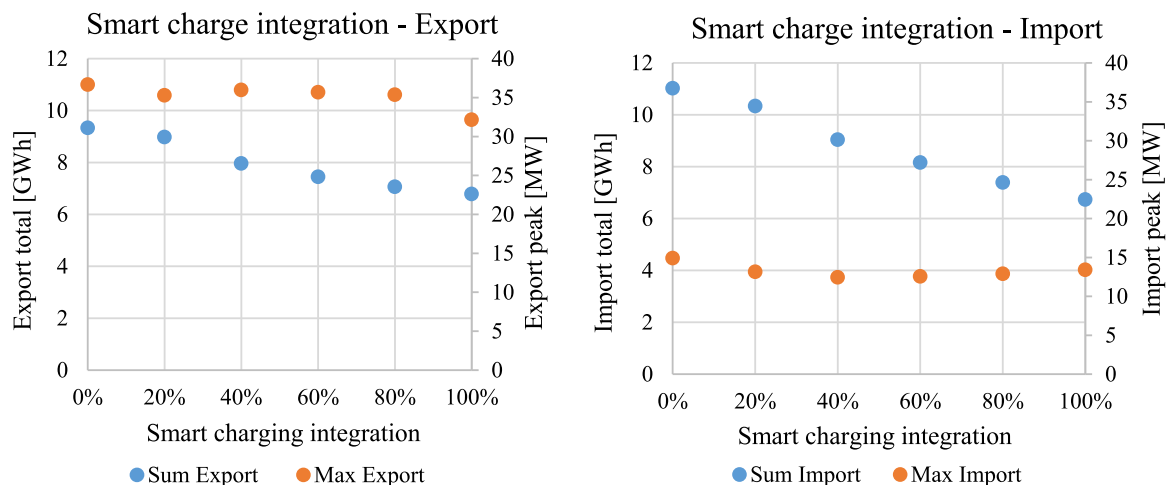 Smart charge integration - Export
12
10
8
6
4
2
0
Export total [GWh]
40
35
30
25
20
15
10
5
0
Export peak [MW]
0% 20% 40% 60% 80% 100%
Smart charging integration
Sum Export Max Export
Smart charge integration - Import
12
10
8
6
4
2
0
Import total [GWh]
40
35
30
25
20
15
10
5
0
Import peak [MW]
0% 20% 40% 60% 80% 100%
Smart charging integration
Sum Import Max Import